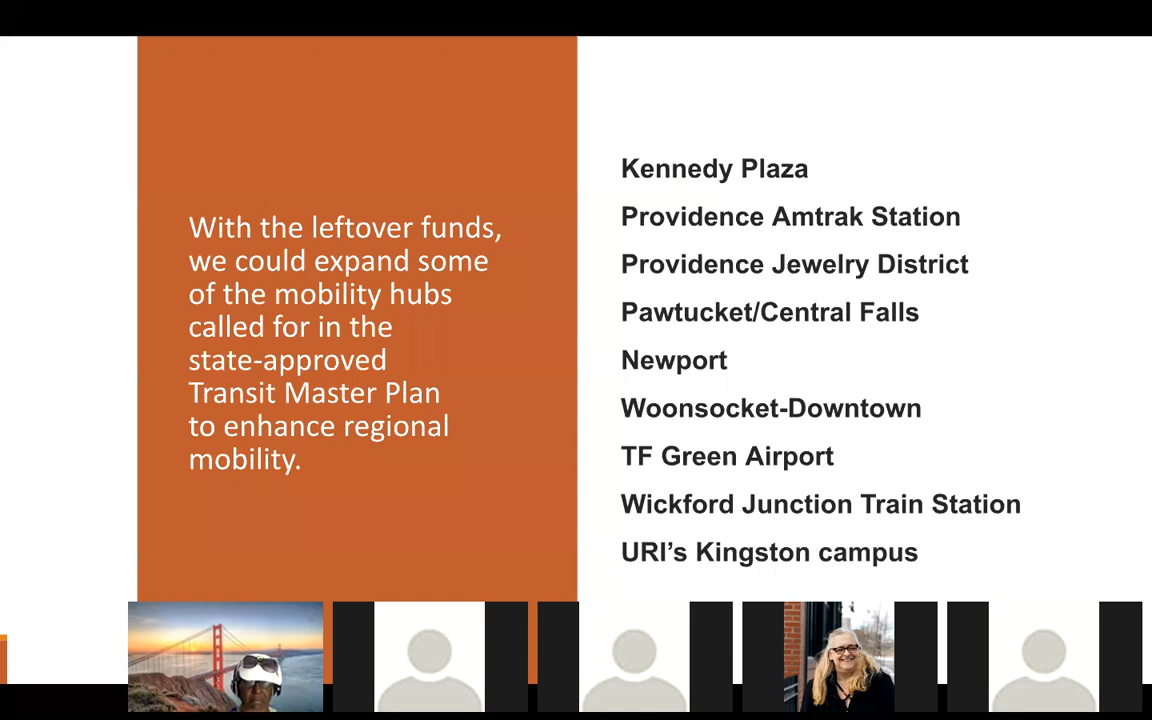 With the leftover funds,
we could expand some
of the mobility hubs
called for in the
state-approved
Transit Master Plan
to enhance regional
mobility.
Kennedy Plaza
Providence Amtrak Station
Providence Jewelry District
Pawtucket/Central Falls
Newport
Woonsocket-Downtown
TF Green Airport
Wickford Junction Train Station
URI’s Kingston campus